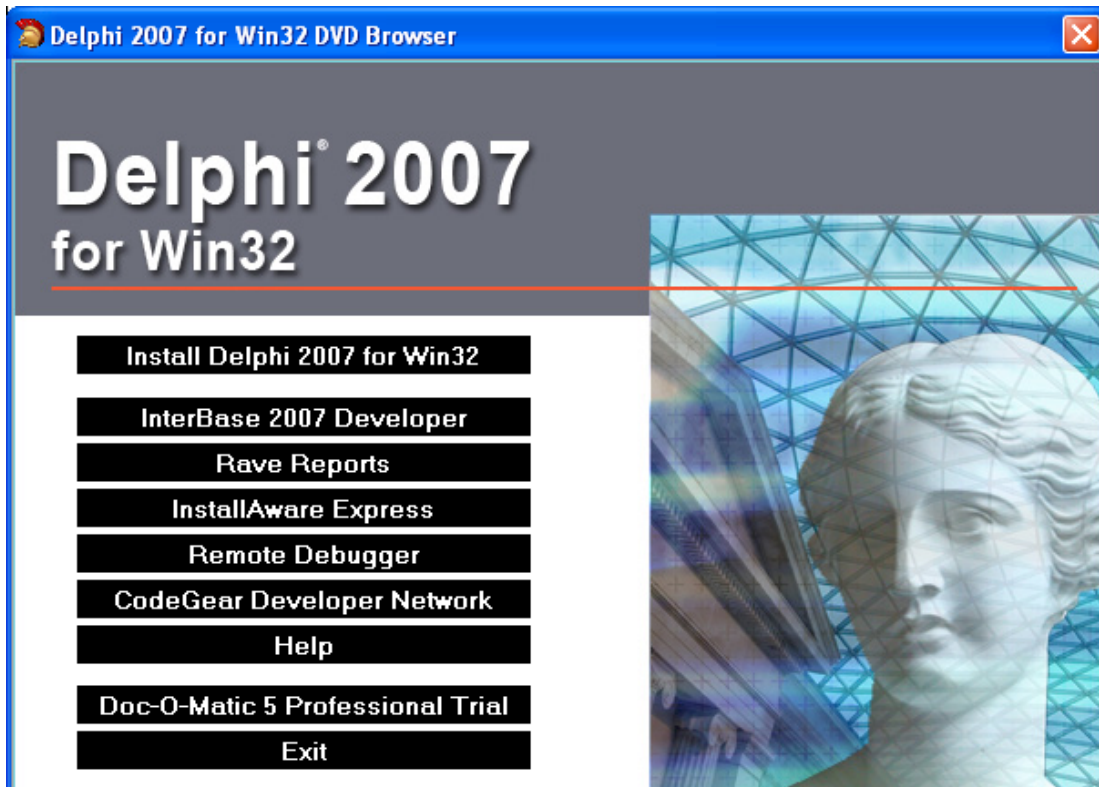 Delphi 2007 for Win32 DVD Browser
Delphi® 2007
for Win32
Install Delphi 2007 for Win32
InterBase 2007 Developer
Rave Reports
InstallAware Express
Remote Debugger
CodeGear Developer Network
Help
Doc-O-Matic 5 Professional Trial
Exit